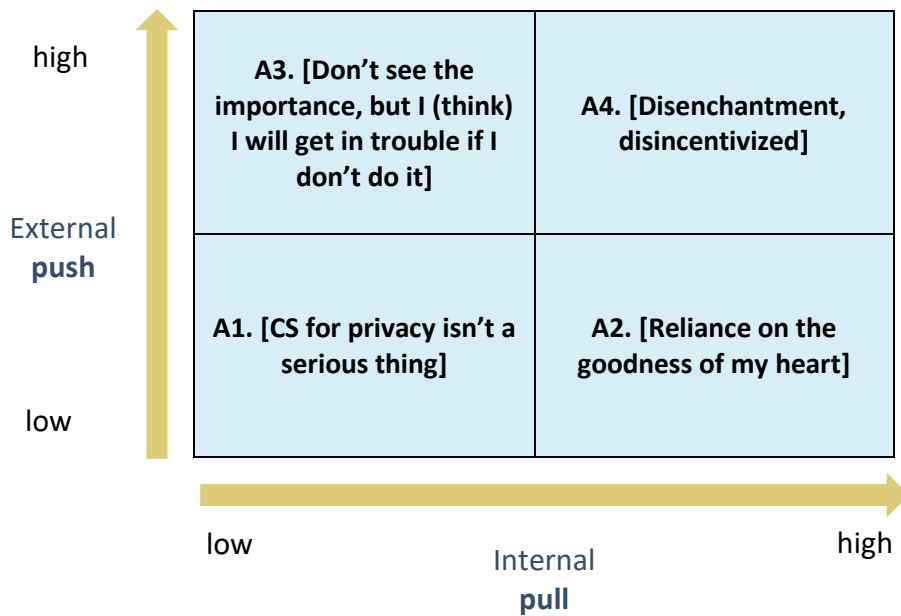 high
A3. [Don’t see the
importance, but I (think)
I will get in trouble if I
don’t do it]
A4. [Disenchantment,
disincentivized]
External
push
A1. [CS for privacy isn’t a
serious thing]
A2. [Reliance on the
goodness of my heart]
low
low
high
Internal
pull